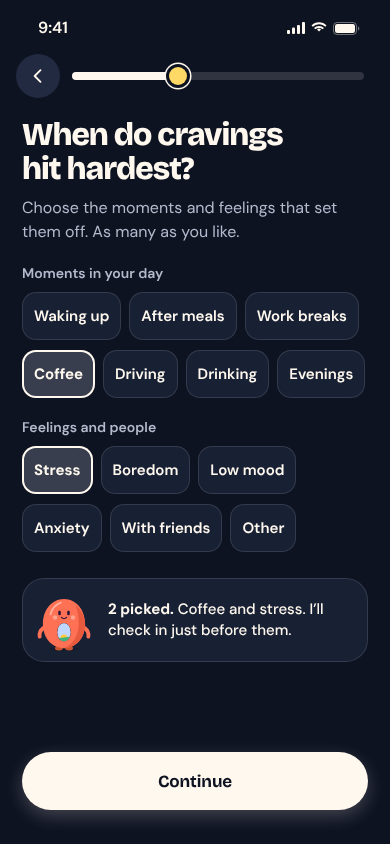 9:41
When do cravings
hit hardest?
Choose the moments and feelings that set
them off. As many as you like.
Moments in your day
Waking up After meals Work breaks
Coffee Driving Drinking Evenings
Feelings and people
Stress Boredom Low mood
Anxiety With friends Other
2 picked. Coffee and stress. I’ll
check in just before them.
Continue